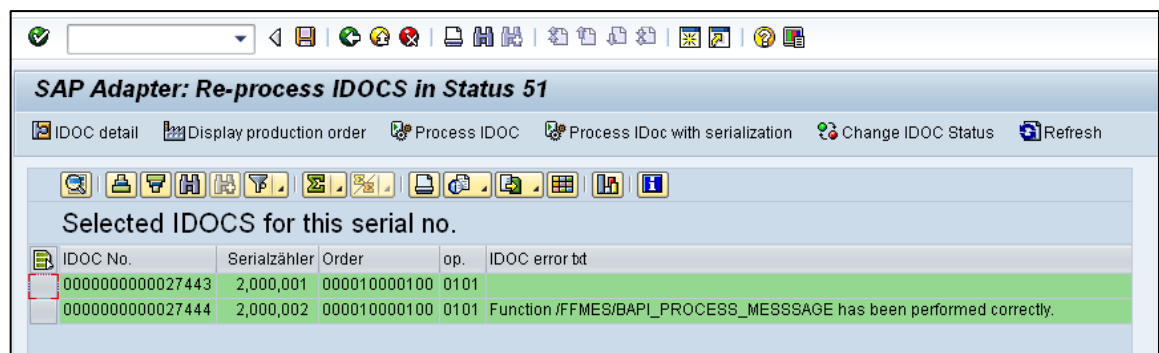 SAP Adapter: Re-process IDOCS in Status 51
IDOC detail Display production order Process IDOC Process IDoc with serialization Change IDOC Status Refresh
Selected IDOCS for this serial no.
IDOC No. Serialzähler Order op. IDOC error txt
0000000000027443 2,000,001 000010000100 0101
0000000000027444 2,000,002 000010000100 0101 Function /FFMES/BAPI_PROCESS_MESSSAGE has been performed correctly.